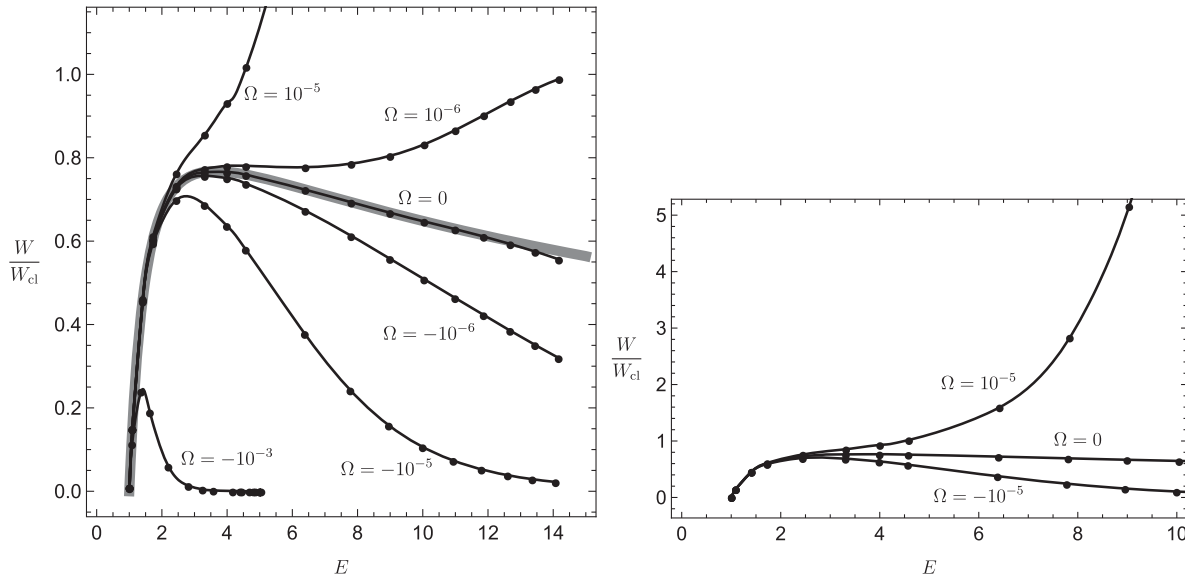 1.0
0.8
0.6
0.4
0.2
0.0
W
W_cl
0 2 4 6 8 10 12 14
E
Ω = 10^−5
Ω = 10^−6
Ω = 0
Ω = −10^−6
Ω = −10^−5
Ω = −10^−3
5
4
3
2
1
0
W
W_cl
0 2 4 6 8 10
E
Ω = 10^−5
Ω = 0
Ω = −10^−5